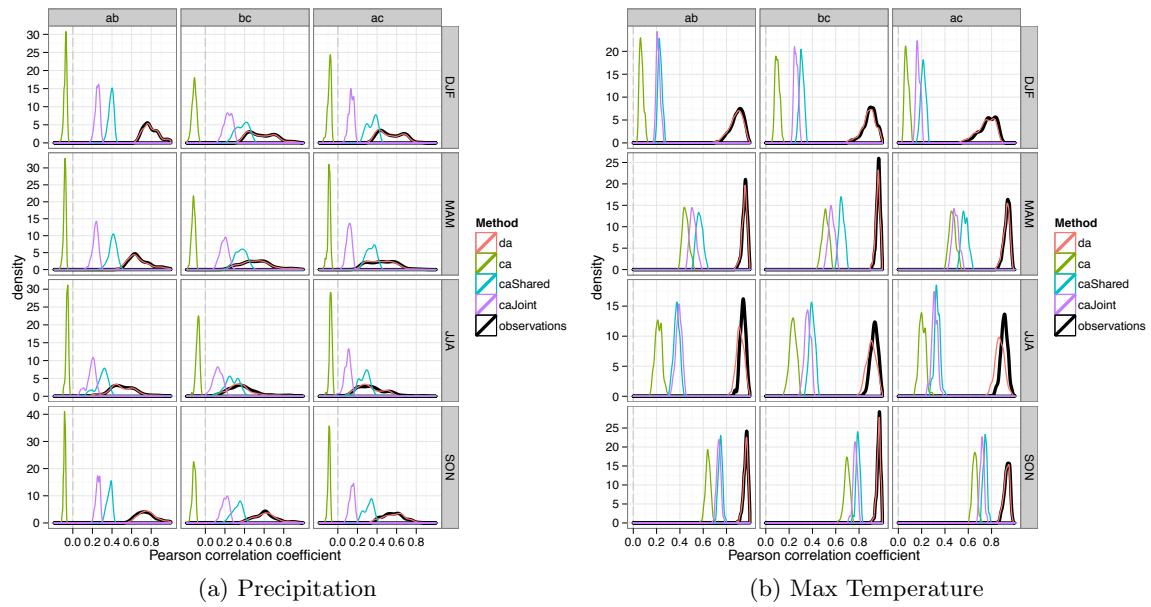 ab bc ac
30
25
20
15
10
5
0
DJF
30
25
20
15
10
5
0
MAM
30
25
20
15
10
5
0
JJA
40
30
20
10
0
SON
density
0.0 0.2 0.4 0.6 0.8 0.0 0.2 0.4 0.6 0.8 0.0 0.2 0.4 0.6 0.8
Pearson correlation coefficient
Method
da
ca
caShared
caJoint
observations
(a) Precipitation
ab bc ac
20
15
10
5
0
DJF
25
20
15
10
5
0
MAM
15
10
5
0
JJA
25
20
15
10
5
0
SON
density
0.0 0.2 0.4 0.6 0.8 0.0 0.2 0.4 0.6 0.8 0.0 0.2 0.4 0.6 0.8
Pearson correlation coefficient
Method
da
ca
caShared
caJoint
observations
(b) Max Temperature